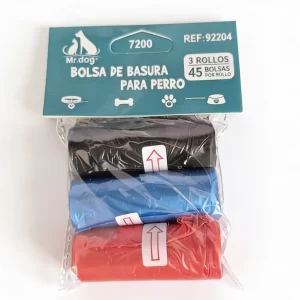 Mr.dog
7200
REF:92204
BOLSA DE BASURA
PARA PERRO
3 ROLLOS
45 BOLSAS
POR ROLLO